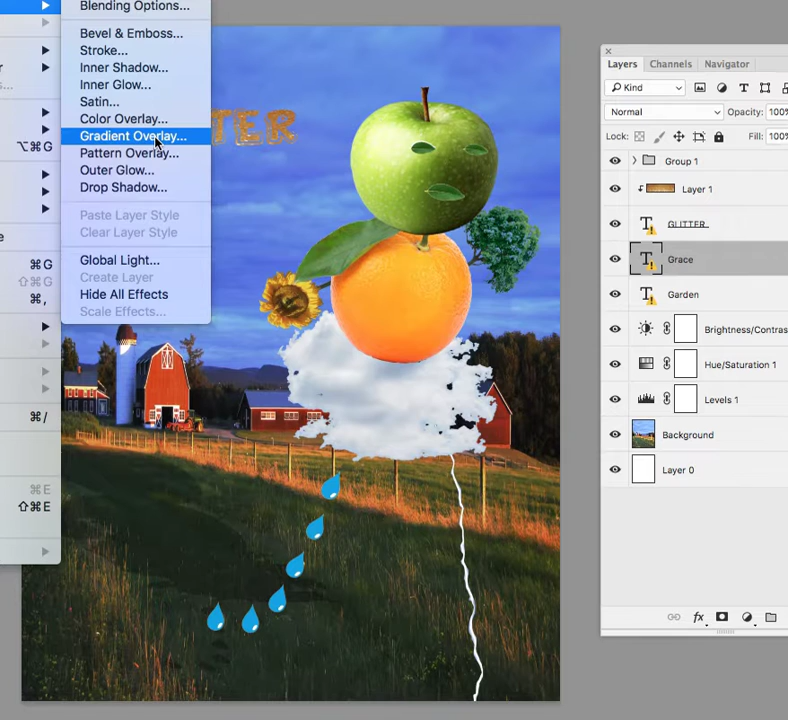 Blending Options...
Bevel & Emboss...
Stroke...
Inner Shadow...
Inner Glow...
Satin...
Color Overlay...
Gradient Overlay...
Pattern Overlay...
Outer Glow...
Drop Shadow...
Paste Layer Style
Clear Layer Style
Global Light...
Create Layer
Hide All Effects
Scale Effects...
⌥⌘G
⌘G
⇧⌘G
⌘,
⌘/
⌘E
⇧⌘E
TER
Layers Channels Navigator
Kind
Normal Opacity: 100%
Lock: Fill: 100%
Group 1
Layer 1
GLITTER
Grace
Garden
Brightness/Contras
Hue/Saturation 1
Levels 1
Background
Layer 0
fx